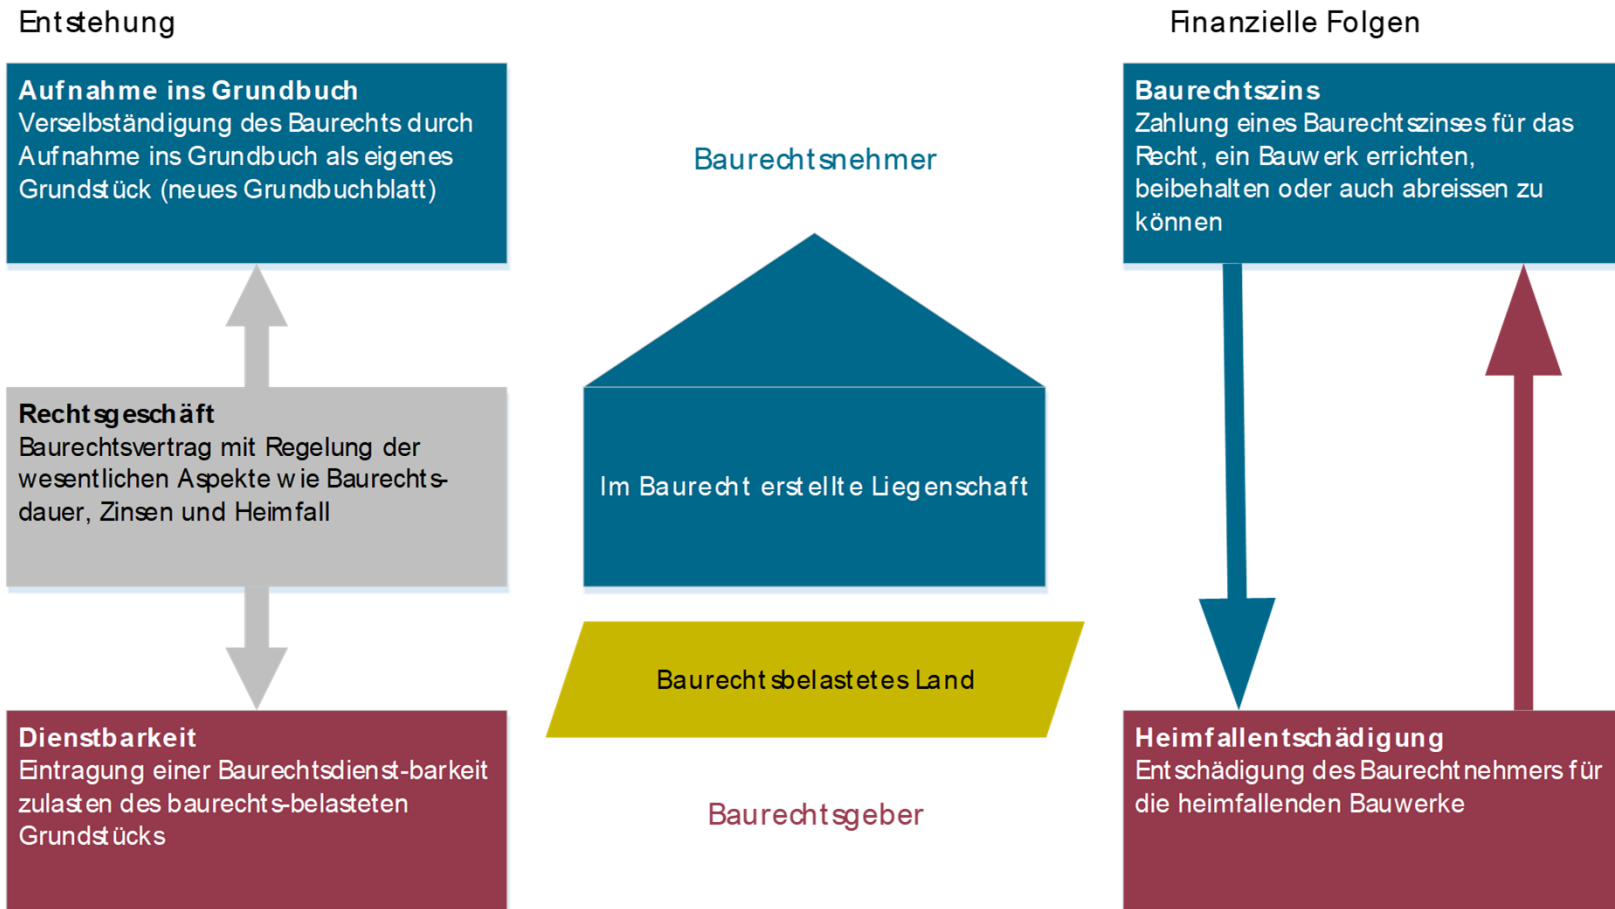 Entstehung
Aufnahme ins Grundbuch
Verselbständigung des Baurechts durch
Aufnahme ins Grundbuch als eigenes
Grundstück (neues Grundbuchblatt)
Rechtsgeschäft
Baurechtsvertrag mit Regelung der
wesentlichen Aspekte wie Baurechts-
dauer, Zinsen und Heimfall
Dienstbarkeit
Eintragung einer Baurechtsdienst-barkeit
zulasten des baurechts-belasteten
Grundstücks
Baurechtsnehmer
Im Baurecht erstellte Liegenschaft
Baurechtsbelastetes Land
Baurechtsgeber
Finanzielle Folgen
Baurechtszins
Zahlung eines Baurechtszinses für das
Recht, ein Bauwerk errichten,
beibehalten oder auch abreissen zu
können
Heimfallentschädigung
Entschädigung des Baurechtnehmers für
die heimfallenden Bauwerke